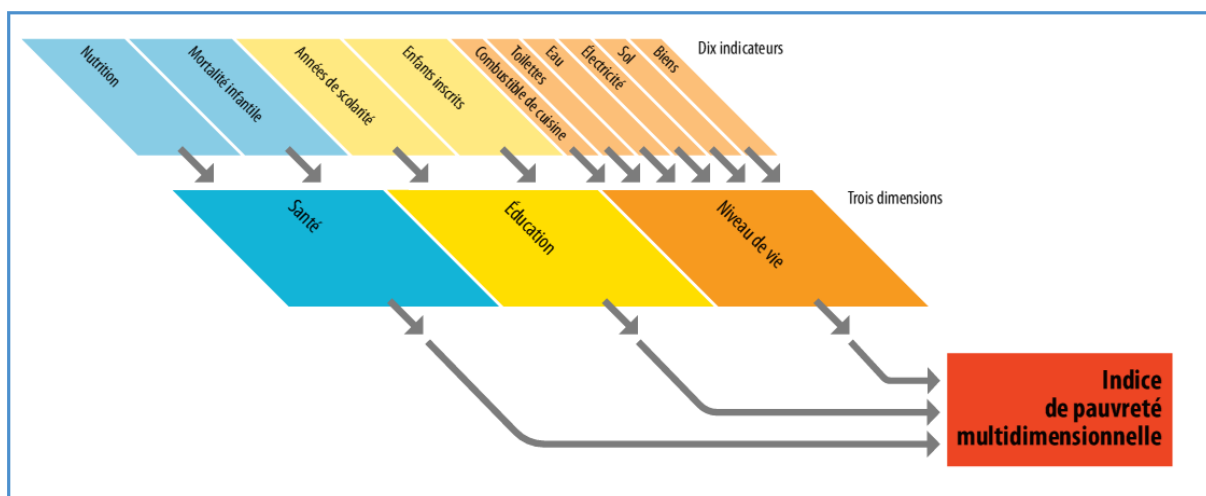 Nutrition
Mortalité infantile
Années de scolarité
Enfants inscrits
Combustible de cuisine
Toilettes
Eau
Électricité
Sol
Biens
Dix indicateurs
Santé
Éducation
Niveau de vie
Trois dimensions
Indice
de pauvreté
multidimensionnelle